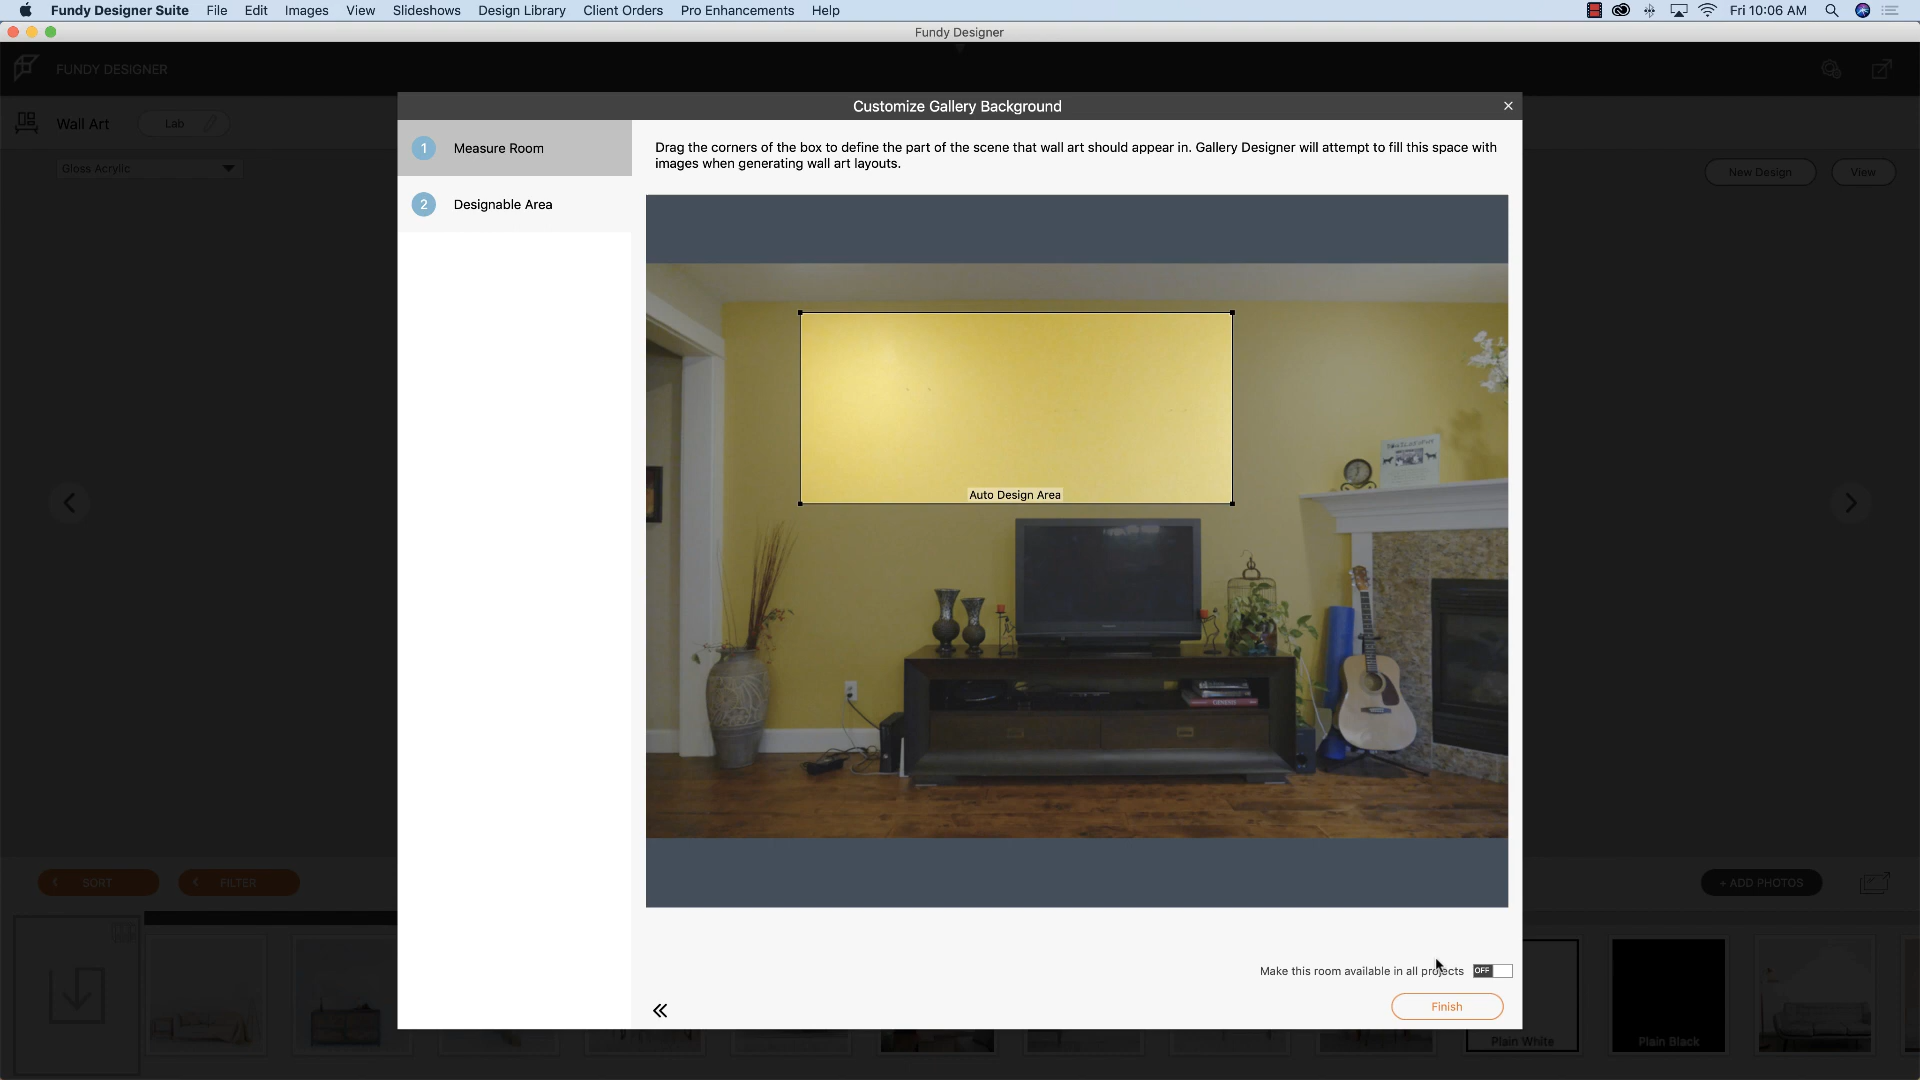 Fundy Designer Suite File Edit Images View Slideshows Design Library Client Orders Pro Enhancements Help Fri 10:06 AM
Fundy Designer
FUNDY DESIGNER
Wall Art Lab
Gloss Acrylic
New Design View
Customize Gallery Background
1 Measure Room
2 Designable Area
Drag the corners of the box to define the part of the scene that wall art should appear in. Gallery Designer will attempt to fill this space with
images when generating wall art layouts.
Auto Design Area
SORT FILTER
+ ADD PHOTOS
Make this room available in all projects OFF
Finish
Plain White Plain Black